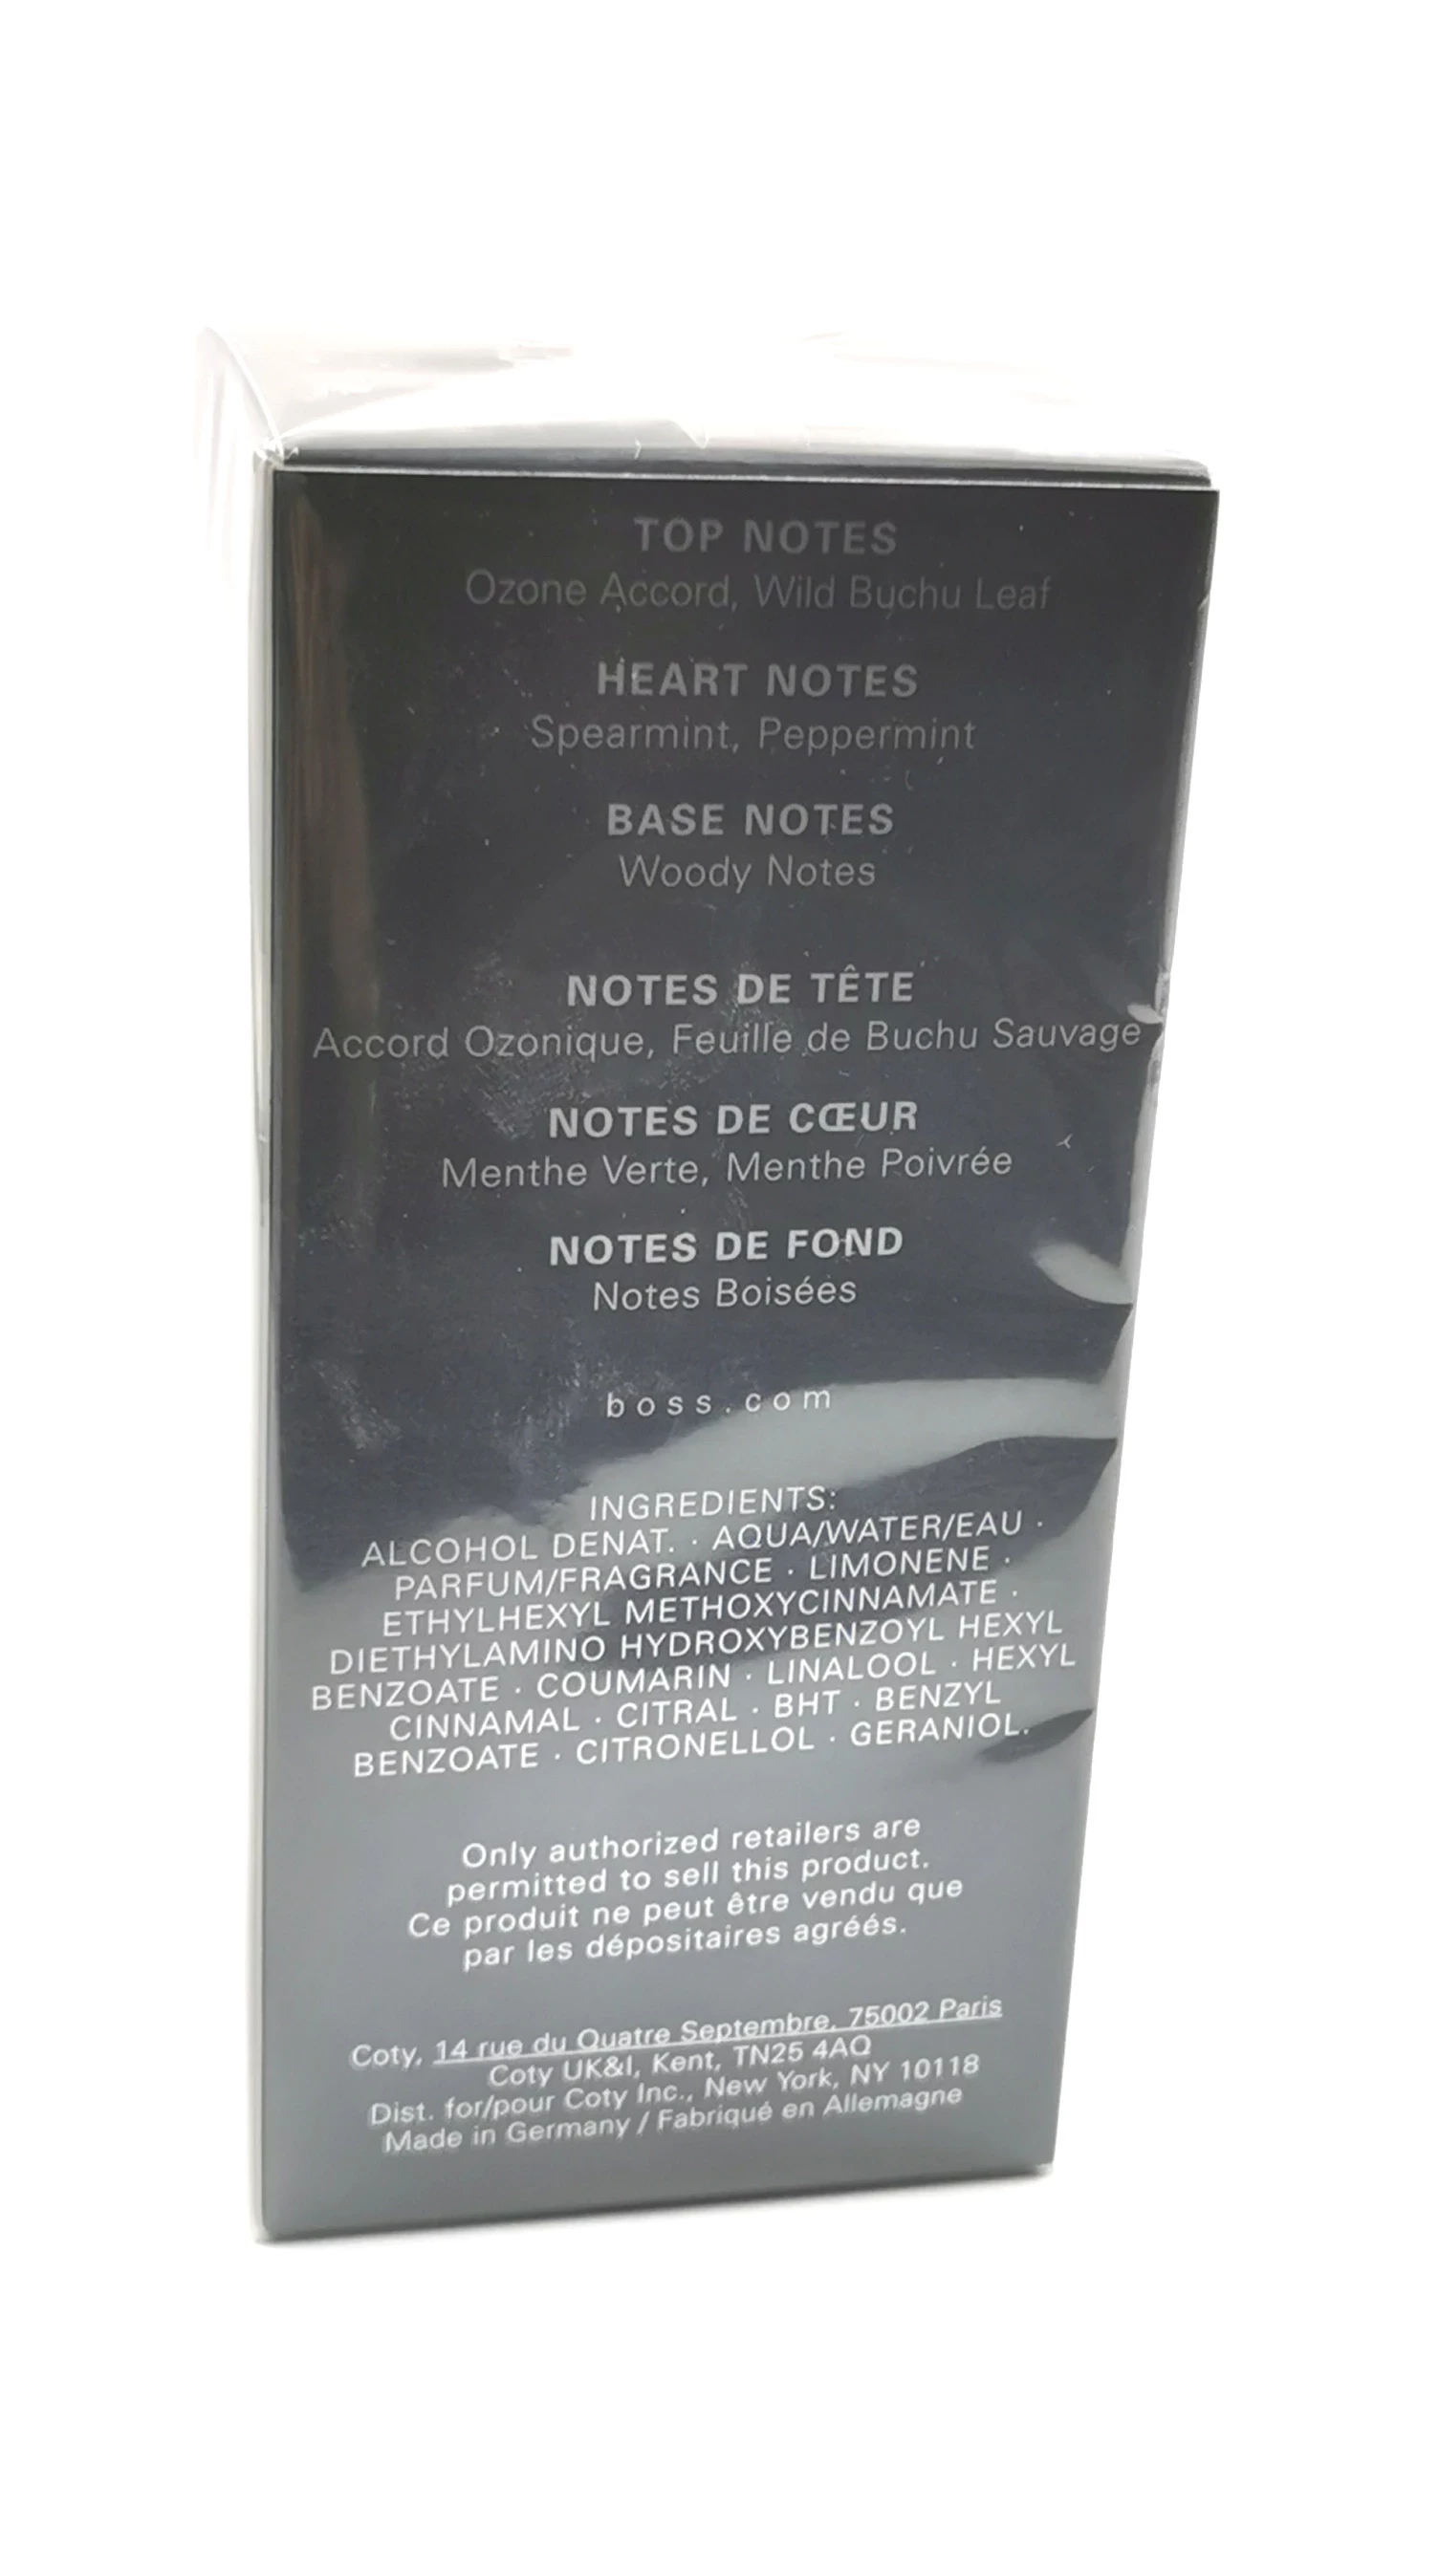 TOP NOTES
Ozone Accord, Wild Buchu Leaf
HEART NOTES
Spearmint, Peppermint
BASE NOTES
Woody Notes
NOTES DE TÊTE
Accord Ozonique, Feuille de Buchu Sauvage
NOTES DE CŒUR
Menthe Verte, Menthe Poivrée
NOTES DE FOND
Notes Boisées
boss.com
INGREDIENTS:
ALCOHOL DENAT. · AQUA/WATER/EAU ·
PARFUM/FRAGRANCE · LIMONENE ·
ETHYLHEXYL METHOXYCINNAMATE ·
DIETHYLAMINO HYDROXYBENZOYL HEXYL
BENZOATE · COUMARIN · LINALOOL · HEXYL
CINNAMAL · CITRAL · BHT · BENZYL
BENZOATE · CITRONELLOL · GERANIOL.
Only authorized retailers are
permitted to sell this product.
Ce produit ne peut être vendu que
par les dépositaires agréés.
Coty, 14 rue du Quatre Septembre, 75002 Paris
Coty UK&I, Kent, TN25 4AQ
Dist. for/pour Coty Inc., New York, NY 10118
Made in Germany / Fabriqué en Allemagne